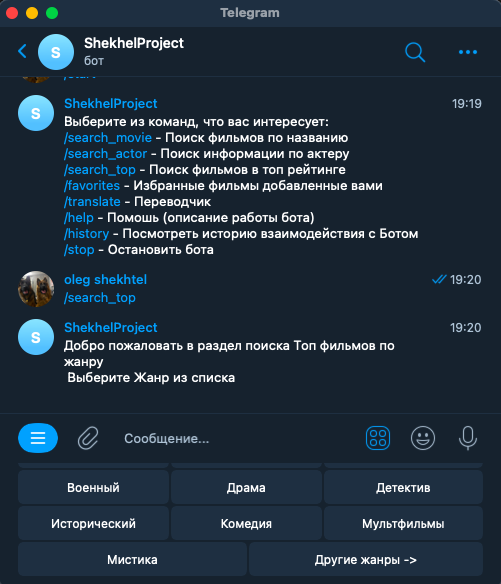 Telegram
S
ShekhelProject
бот
/start
ShekhelProject 19:19
S
Выберите из команд, что вас интересует:
/search_movie - Поиск фильмов по названию
/search_actor - Поиск информации по актеру
/search_top - Поиск фильмов в топ рейтинге
/favorites - Избранные фильмы добавленные вами
/translate - Переводчик
/help - Помошь (описание работы бота)
/history - Посмотреть историю взаимодействия с Ботом
/stop - Остановить бота
oleg shekhtel 19:20
/search_top
ShekhelProject 19:20
S
Добро пожаловать в раздел поиска Топ фильмов по
жанру
Выберите Жанр из списка
Сообщение...
Военный Драма Детектив
Исторический Комедия Мультфильмы
Мистика Другие жанры ->